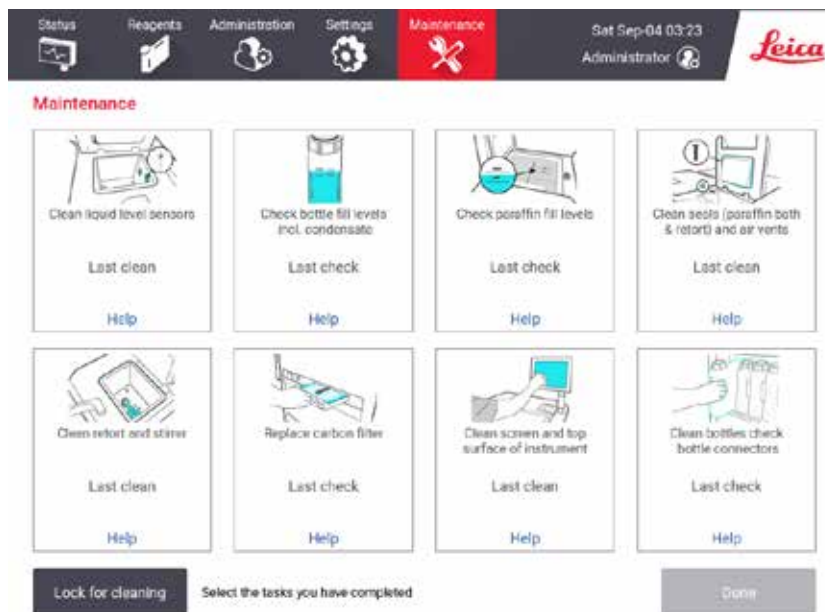 Status Reagents Administration Settings Maintenance Sat Sep-04 03:23
Administrator
Leica
Maintenance
Clean liquid level sensors
Last clean
Help
Check bottle fill levels
incl. condensate
Last check
Help
Check paraffin fill levels
Last check
Help
Clean seals (paraffin bath
& retort) and air vents
Last clean
Help
Clean retort and stirrer
Last clean
Help
Replace carbon filter
Last check
Help
Clean screen and top
surface of instrument
Last clean
Help
Clean bottles check
bottle connectors
Last check
Help
Lock for cleaning Select the tasks you have completed Done